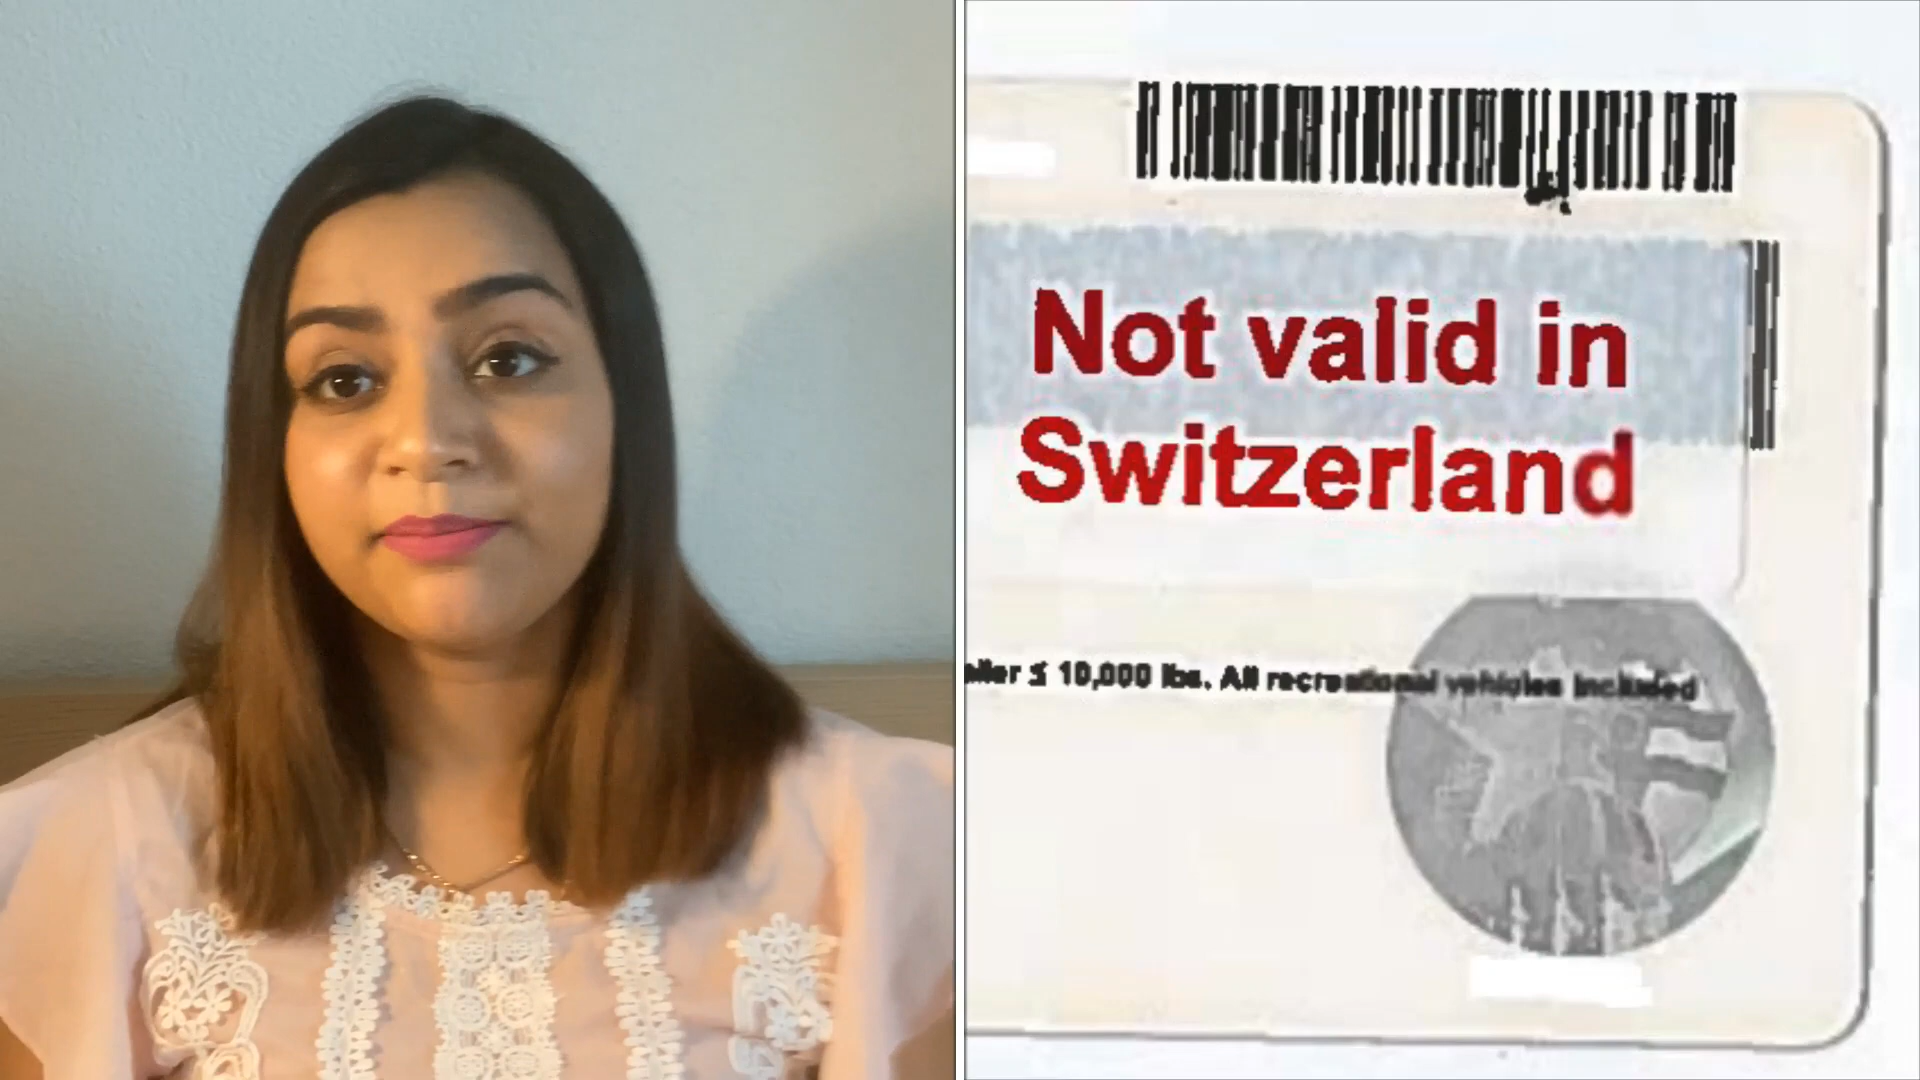 Not valid in
Switzerland
≤ 10,000 lbs. All recreational vehicles included